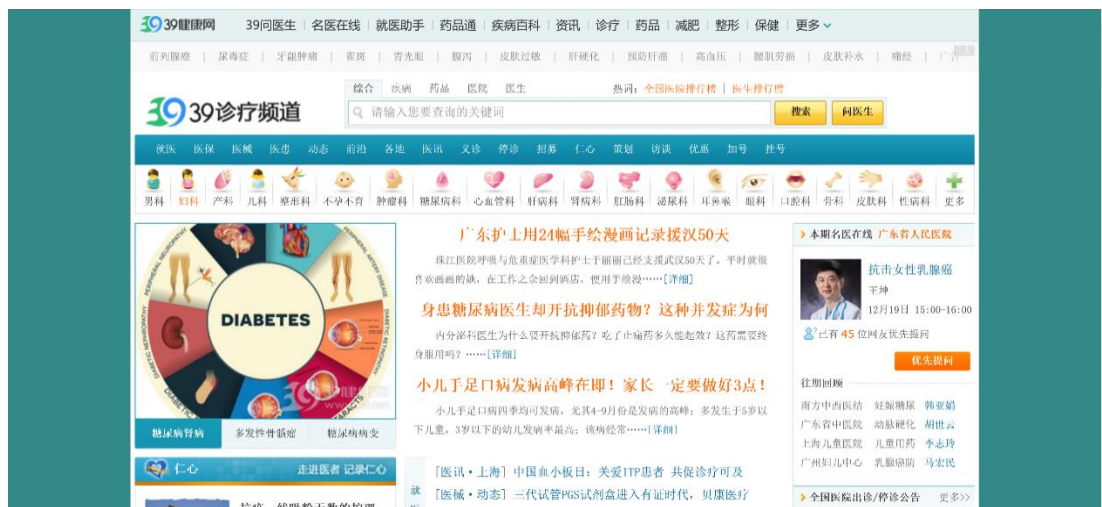 39健康网 39问医生 名医在线 就医助手 药品通 疾病百科 资讯 诊疗 药品 减肥 整形 保健 更多
前列腺癌 | 尿毒症 | 牙龈肿痛 | 雀斑 | 青光眼 | 腹泻 | 皮肤过敏 | 肝硬化 | 预防肝癌 | 高血压 | 腰肌劳损 | 皮肤补水 | 痛经 | 广告
综合 疾病 药品 医院 医生 热词: 全国医院排行榜 | 医生排行榜
39 39诊疗频道 请输入您要查询的关键词 搜索 问医生
就医 医保 医械 医患 动态 前沿 各地 医讯 义诊 停诊 招募 仁心 策划 访谈 优惠 加号 挂号
男科 妇科 产科 儿科 整形科 不孕不育 肿瘤科 糖尿病科 心血管科 肝病科 肾病科 肛肠科 泌尿科 耳鼻喉 眼科 口腔科 骨科 皮肤科 性病科 更多
PERIPHERAL NEUROPATHY
PERIPHERAL ARTERY DISEASE
DIABETIC NEPHROPATHY
DIABETIC RETINOPATHY
DIABETES
CATARACTS
39健康网
糖尿病肾病 多发性骨髓瘤 糖尿病病变
仁心 走进医者 记录仁心
广东护士用24幅手绘漫画记录援汉50天
珠江医院呼吸与危重症医学科护士于丽丽已经支援武汉50天了。平时就很
喜欢画画的她，在工作之余回到酒店，便用手绘漫……[详细]
身患糖尿病医生却开抗抑郁药物？这种并发症为何
内分泌科医生为什么要开抗抑郁药？吃了止痛药多久能起效？这药需要终
身服用吗？……[详细]
小儿手足口病发病高峰在即！家长一定要做好3点！
小儿手足口病四季均可发病，尤其4-9月份是发病的高峰；多发生于5岁以
下儿童，3岁以下的幼儿发病率最高；该病经常……[详细]
就
[医讯·上海] 中国血小板日：关爱ITP患者 共促诊疗可及
[医械·动态] 三代试管PGS试剂盒进入有证时代，贝康医疗
本期名医在线 广东省人民医院
抗击女性乳腺癌
王坤
12月19日 15:00-16:00
已有 45 位网友优先提问
优先提问
往期回顾
南方中西医结 妊娠糖尿 韩亚娟
广东省中医院 动脉硬化 胡世云
上海儿童医院 儿童用药 李志玲
广州妇儿中心 乳腺癌防 马宏民
全国医院出诊/停诊公告 更多>>